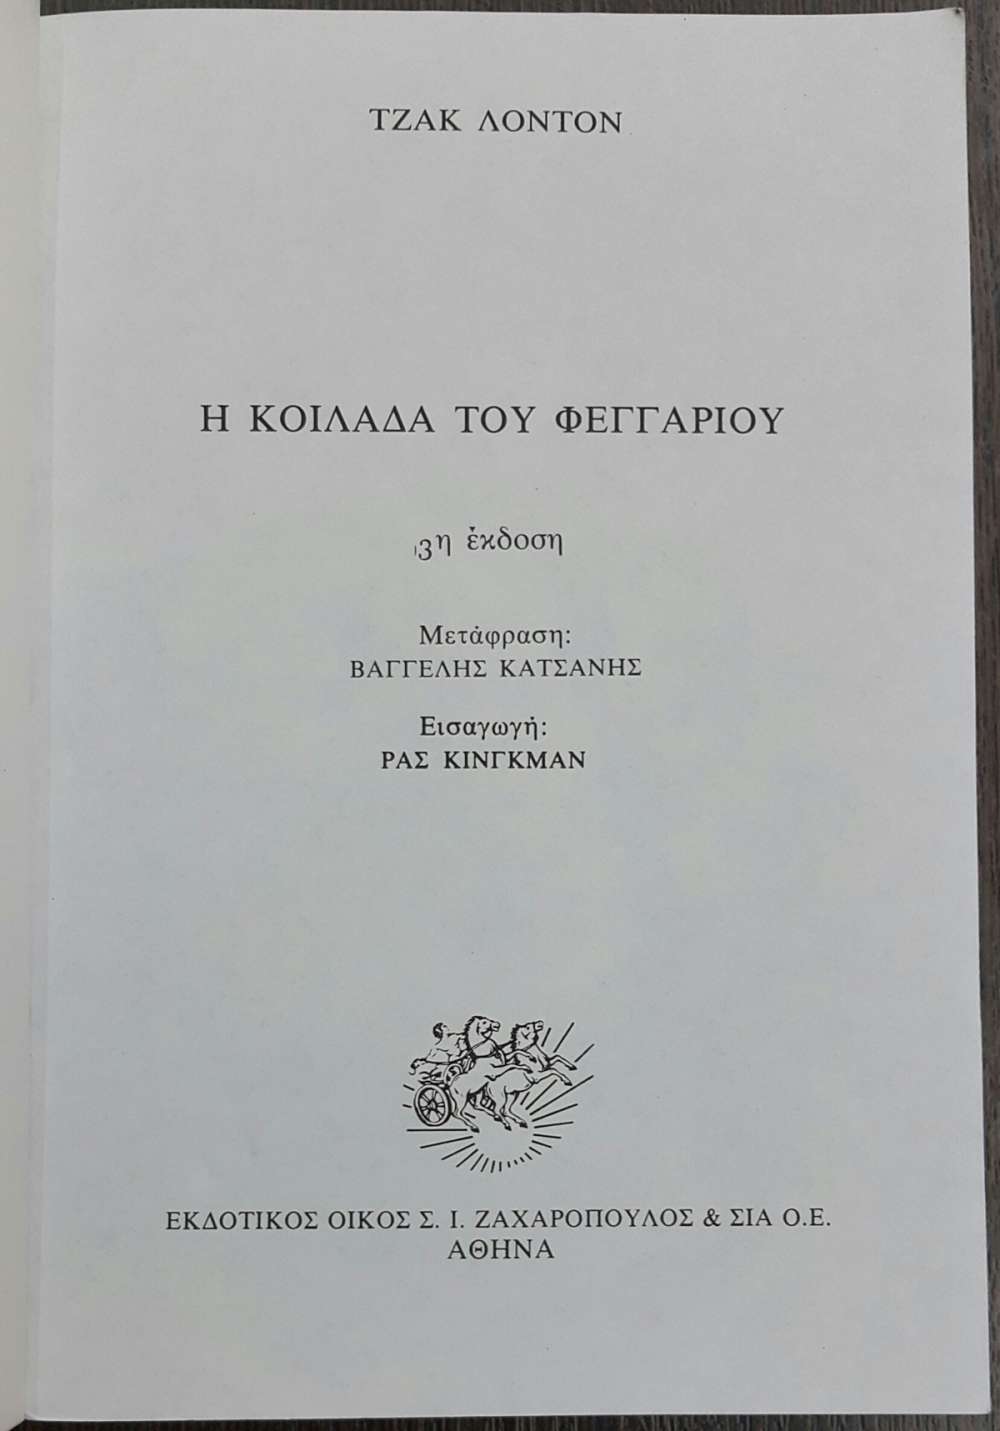 ΤΖΑΚ ΛΟΝΤΟΝ
Η ΚΟΙΛΑΔΑ ΤΟΥ ΦΕΓΓΑΡΙΟΥ
3η ἔκδοση
Μετάφραση:
ΒΑΓΓΕΛΗΣ ΚΑΤΣΑΝΗΣ
Εισαγωγή:
ΡΑΣ ΚΙΝΓΚΜΑΝ
ΕΚΔΟΤΙΚΟΣ ΟΙΚΟΣ Σ. Ι. ΖΑΧΑΡΟΠΟΥΛΟΣ & ΣΙΑ Ο.Ε.
ΑΘΗΝΑ